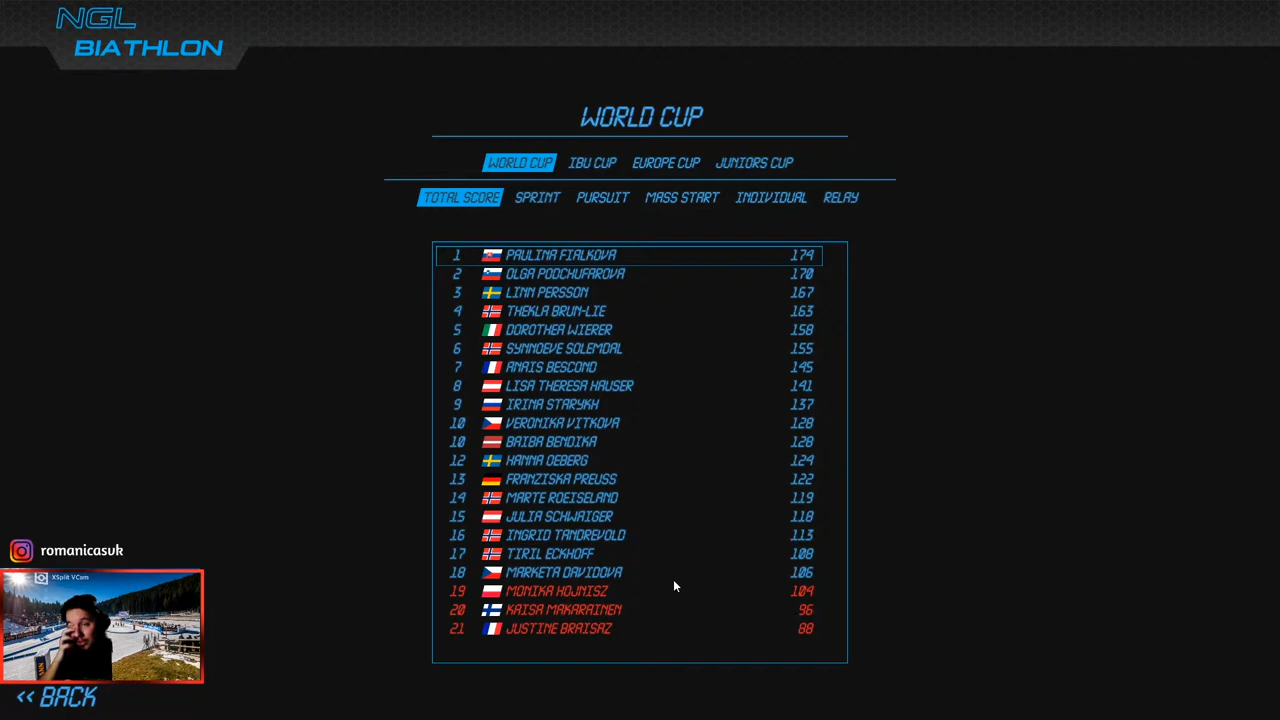 NGL
BIATHLON
WORLD CUP
WORLD CUP IBU CUP EUROPE CUP JUNIORS CUP
TOTAL SCORE SPRINT PURSUIT MASS START INDIVIDUAL RELAY
1 PAULINA FIALKOVA 174
2 OLGA PODCHUFAROVA 170
3 LINN PERSSON 167
4 THEKLA BRUN-LIE 163
5 DOROTHEA WIERER 158
6 SYNNOEVE SOLEMDAL 155
7 ANAIS BESCOND 145
8 LISA THERESA HAUSER 141
9 IRINA STARYKH 137
10 VERONIKA VITKOVA 128
10 BAIBA BENDIKA 128
12 HANNA OEBERG 124
13 FRANZISKA PREUSS 122
14 MARTE ROEISELAND 119
15 JULIA SCHWAIGER 118
16 INGRID TANDREVOLD 113
17 TIRIL ECKHOFF 108
18 MARKETA DAVIDOVA 106
19 MONIKA HOJNISZ 104
20 KAISA MAKARAINEN 96
21 JUSTINE BRAISAZ 88
romanicasuk
XSplit VCam
<< BACK